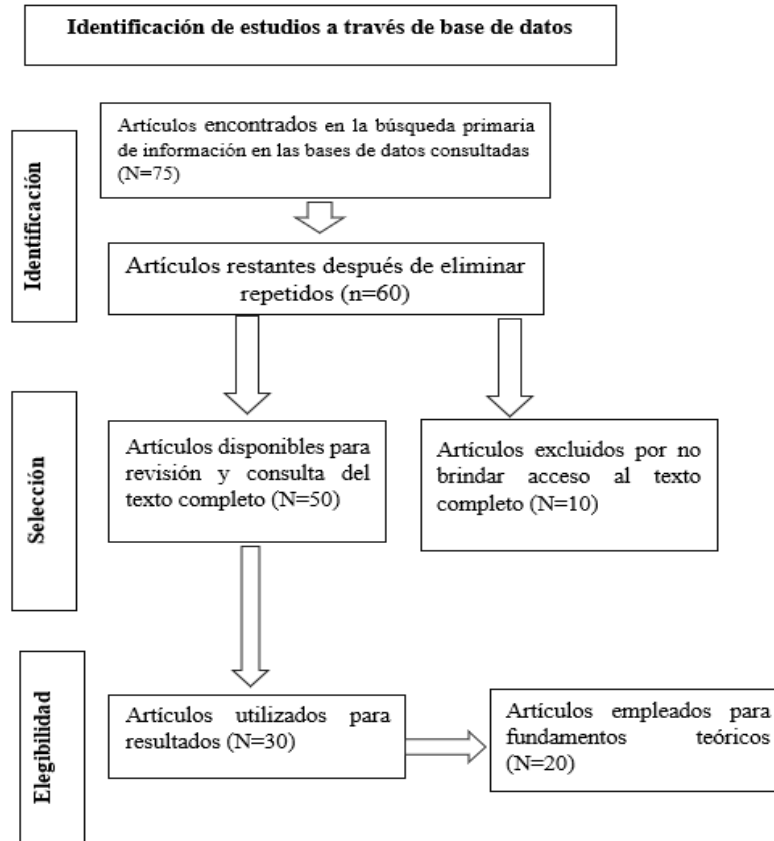 Identificación de estudios a través de base de datos
Identificación
Artículos encontrados en la búsqueda primaria
de información en las bases de datos consultadas
(N=75)
Artículos restantes después de eliminar
repetidos (n=60)
Selección
Artículos disponibles para
revisión y consulta del
texto completo (N=50)
Artículos excluidos por no
brindar acceso al texto
completo (N=10)
Elegibilidad
Artículos utilizados para
resultados (N=30)
Artículos empleados para
fundamentos teóricos
(N=20)